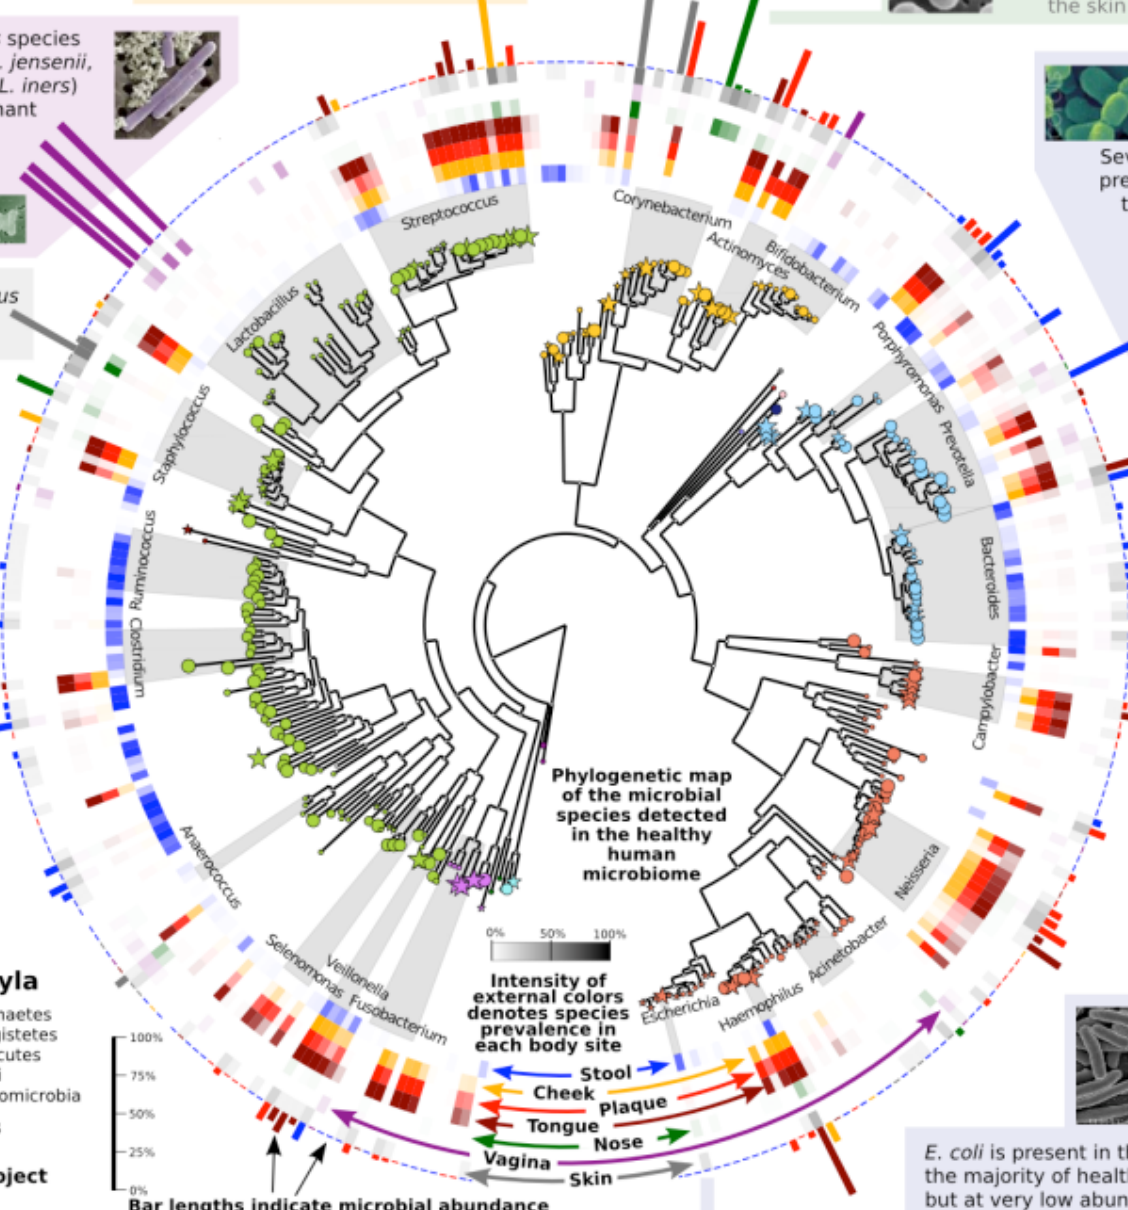 the skin
species
jensenii,
L. iners)
Sev
pre
t
us
Streptococcus
Corynebacterium
Actinomyces
Bifidobacterium
Lactobacillus
Porphyromonas
Prevotella
Staphylococcus
Ruminococcus
Bacteroides
Clostridium
Campylobacter
Phylogenetic map
of the microbial
species detected
in the healthy
human
microbiome
Anaerococcus
Neisseria
Acinetobacter
Selenomonas
Veillonella
Fusobacterium
Haemophilus
Escherichia
0% 50% 100%
Intensity of
external colors
denotes species
prevalence in
each body site
yla
naetes
gistetes
cutes
i
omicrobia
s
oject
100%
75%
50%
25%
0%
Stool
Cheek
Plaque
Tongue
Nose
Vagina
Skin
Bar lengths indicate microbial abundance
E. coli is present in th
the majority of health
but at very low abun